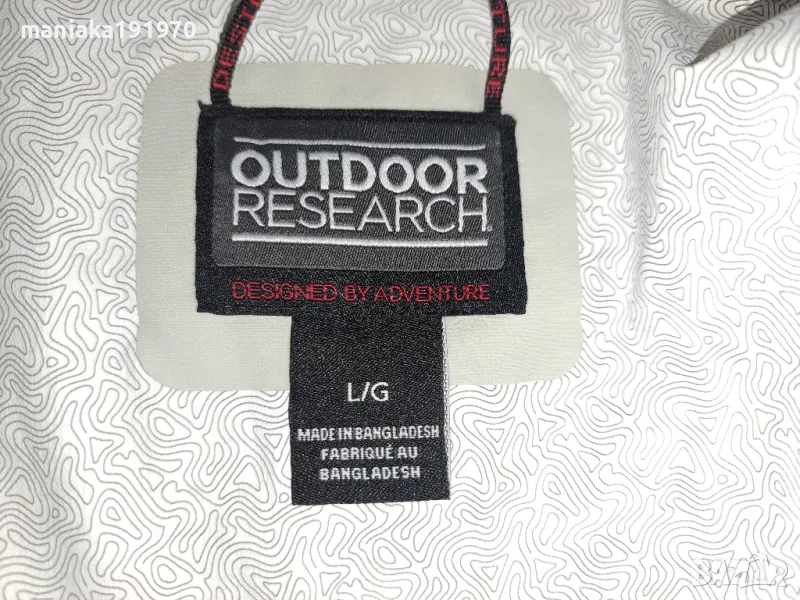 maniaka191970
OUTDOOR
RESEARCH
DESIGNED BY ADVENTURE
L/G
MADE IN BANGLADESH
FABRIQUÉ AU
BANGLADESH